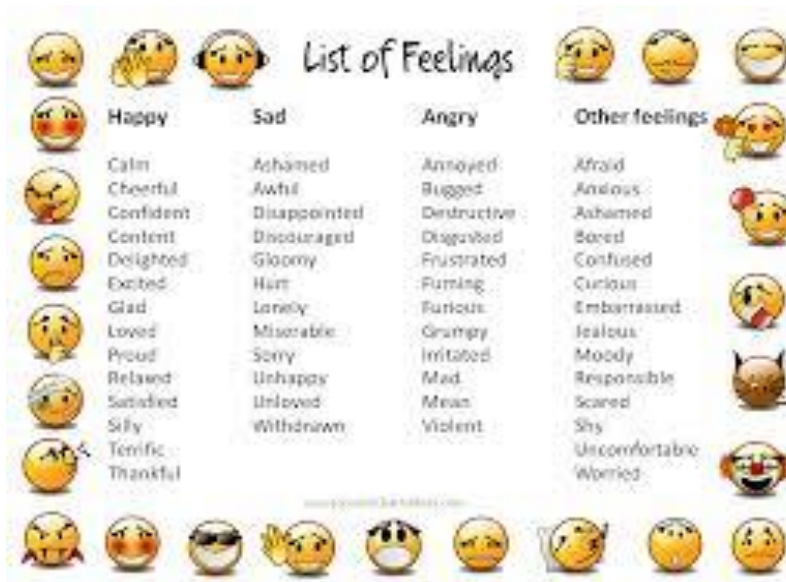 List of Feelings
Happy Sad Angry Other feelings
Calm Ashamed Annoyed Afraid
Cheerful Awful Bugged Anxious
Confident Disappointed Destructive Ashamed
Content Discouraged Disgusted Bored
Delighted Gloomy Frustrated Confused
Excited Hurt Fuming Curious
Glad Lonely Furious Embarrassed
Loved Miserable Grumpy Jealous
Proud Sorry Irritated Moody
Relaxed Unhappy Mad Responsible
Satisfied Unloved Mean Scared
Silly Withdrawn Violent Shy
Terrific Uncomfortable
Thankful Worried